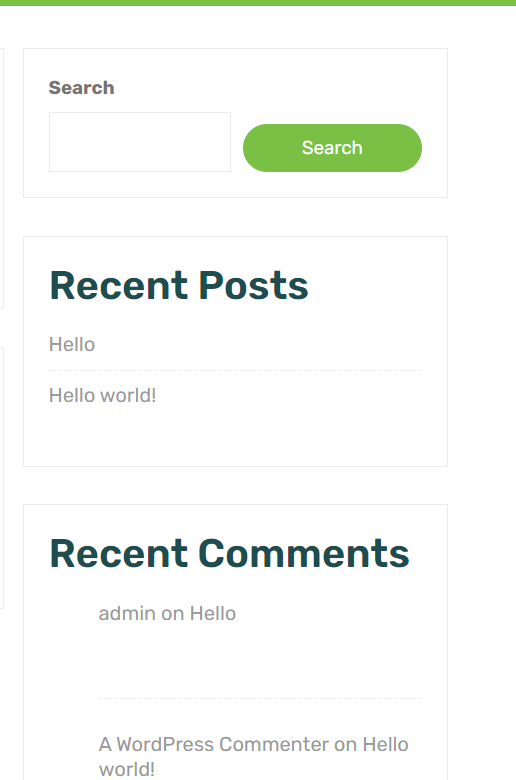 Search
Search
Recent Posts
Hello
Hello world!
Recent Comments
admin on Hello
A WordPress Commenter on Hello
world!